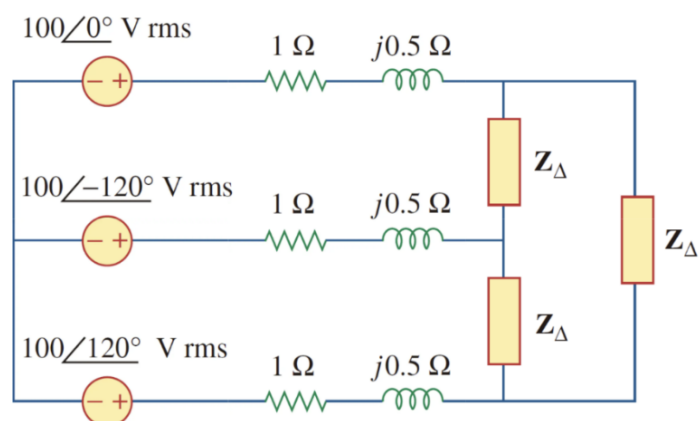 100∠0° V rms
1 Ω
j0.5 Ω
− +
Z_Δ
100∠−120° V rms
1 Ω
j0.5 Ω
− +
Z_Δ
Z_Δ
100∠120° V rms
1 Ω
j0.5 Ω
− +